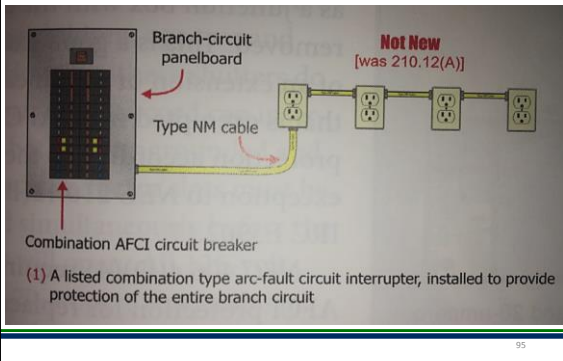 Branch-circuit
panelboard
Not New
[was 210.12(A)]
Type NM cable
Combination AFCI circuit breaker
(1) A listed combination type arc-fault circuit interrupter, installed to provide
protection of the entire branch circuit
95